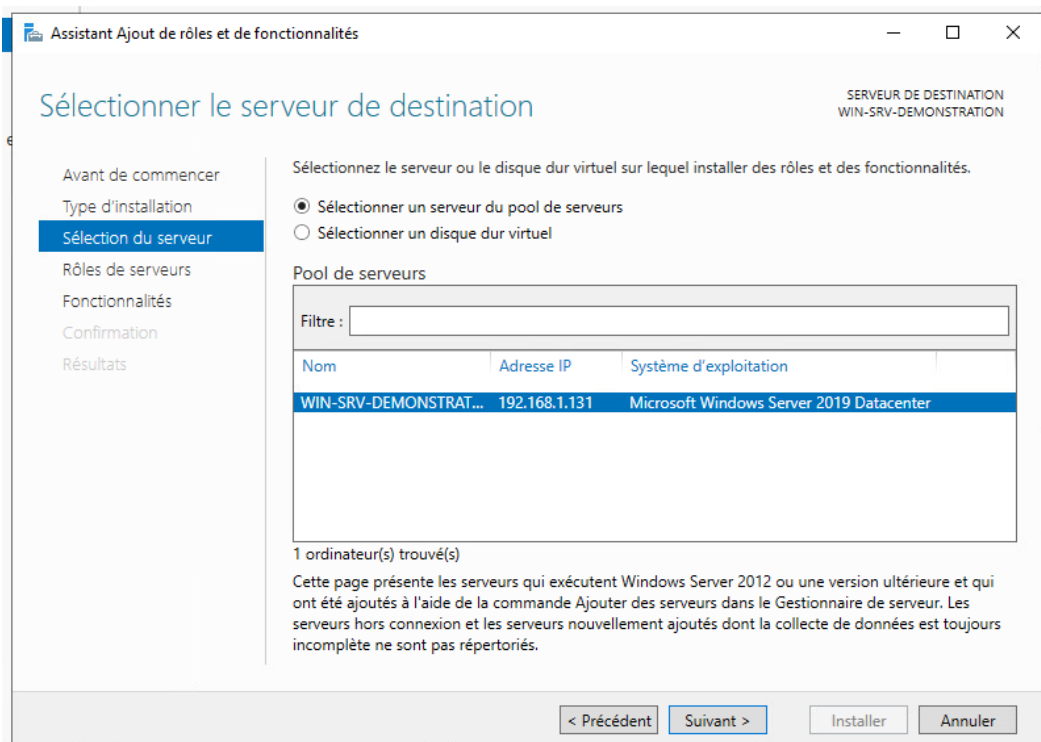 Assistant Ajout de rôles et de fonctionnalités
Sélectionner le serveur de destination
SERVEUR DE DESTINATION
WIN-SRV-DEMONSTRATION
Avant de commencer
Type d'installation
Sélection du serveur
Rôles de serveurs
Fonctionnalités
Confirmation
Résultats
Sélectionnez le serveur ou le disque dur virtuel sur lequel installer des rôles et des fonctionnalités.
Sélectionner un serveur du pool de serveurs
Sélectionner un disque dur virtuel
Pool de serveurs
Filtre :
Nom Adresse IP Système d'exploitation
WIN-SRV-DEMONSTRAT... 192.168.1.131 Microsoft Windows Server 2019 Datacenter
1 ordinateur(s) trouvé(s)
Cette page présente les serveurs qui exécutent Windows Server 2012 ou une version ultérieure et qui
ont été ajoutés à l'aide de la commande Ajouter des serveurs dans le Gestionnaire de serveur. Les
serveurs hors connexion et les serveurs nouvellement ajoutés dont la collecte de données est toujours
incomplète ne sont pas répertoriés.
< Précédent Suivant > Installer Annuler